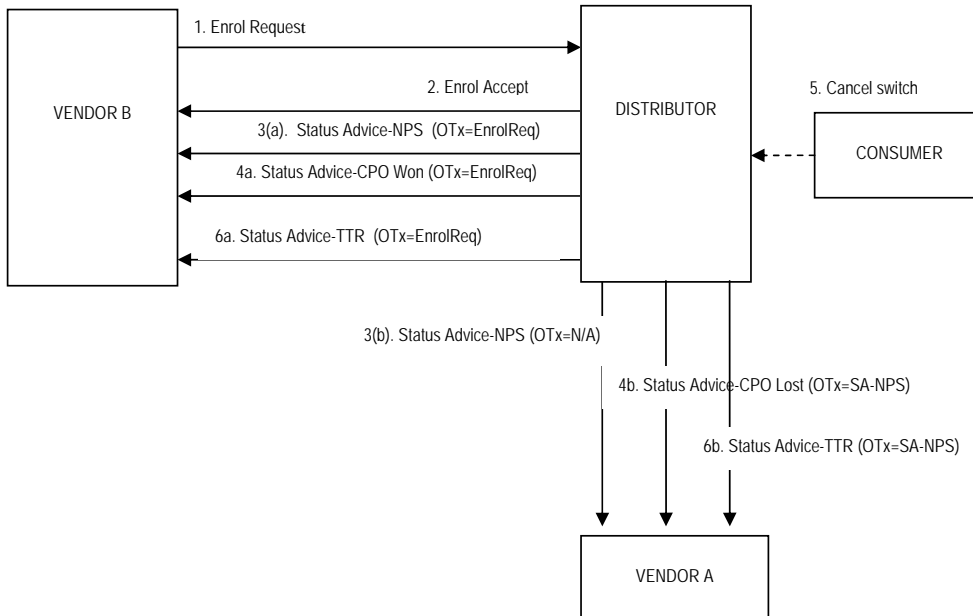 1. Enrol Request
2. Enrol Accept
5. Cancel switch
VENDOR B
DISTRIBUTOR
3(a). Status Advice-NPS (OTx=EnrolReq)
CONSUMER
4a. Status Advice-CPO Won (OTx=EnrolReq)
6a. Status Advice-TTR (OTx=EnrolReq)
3(b). Status Advice-NPS (OTx=N/A)
4b. Status Advice-CPO Lost (OTx=SA-NPS)
6b. Status Advice-TTR (OTx=SA-NPS)
VENDOR A